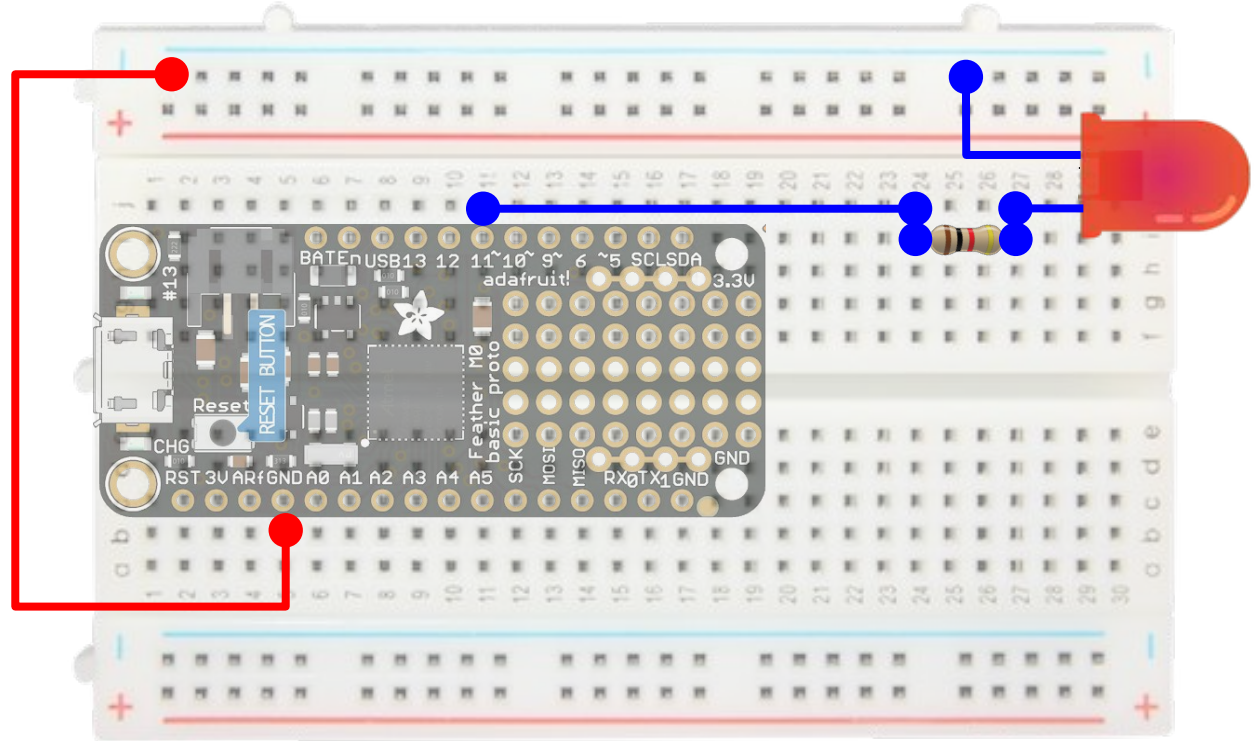 − −
+
1 2 3 4 5 6 7 8 9 10 11 12 13 14 15 16 17 18 19 20 21 22 23 24 25 26 27 28
j
i
#13
BATEn USB 13 12 11~ 10~ 9~ 6 ~5 SCL SDA
adafruit!
3.3V
h
g
f
RESET BUTTON
Feather M0
basic proto
Reset
CHG
e
RST 3V ARf GND A0 A1 A2 A3 A4 A5 SCK MOSI MISO RX0 TX1 GND
GND
d
c
b b
a a
1 2 3 4 5 6 7 8 9 10 11 12 13 14 15 16 17 18 19 20 21 22 23 24 25 26 27 28 29 30
− −
+ +